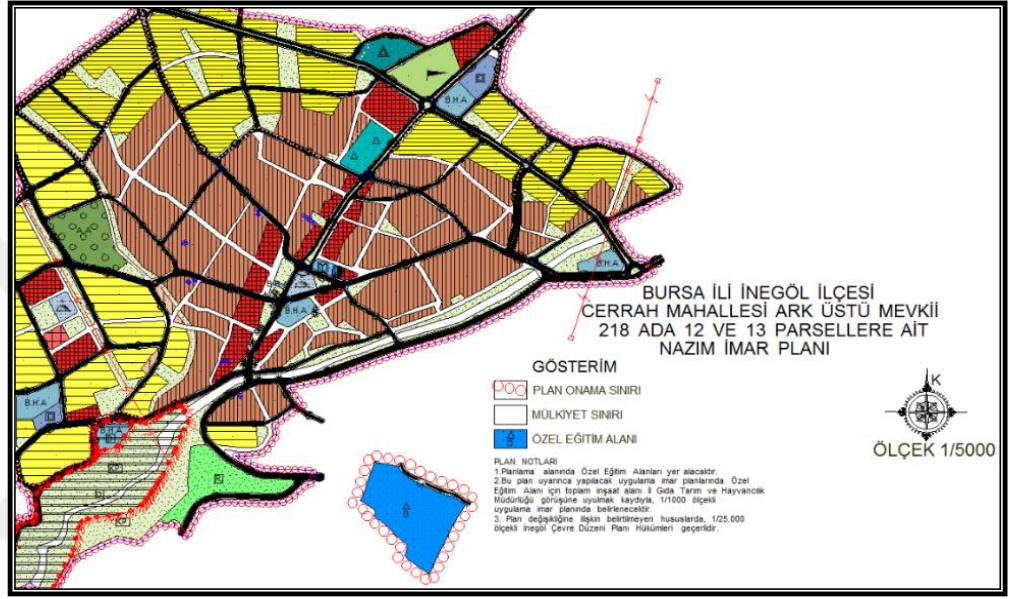 B.H.A
B.H.A
BURSA İLİ İNEGÖL İLÇESİ
CERRAH MAHALLESİ ARK ÜSTÜ MEVKİİ
218 ADA 12 VE 13 PARSELLERE AİT
NAZIM İMAR PLANI
B.H.A
GÖSTERİM
PLAN ONAMA SINIRI
MÜLKİYET SINIRI
ÖZEL EĞİTİM ALANI
K
ÖLÇEK 1/5000
B.H.A
B.H.A
PLAN NOTLARI
1.Planlama alanında Özel Eğitim Alanları yer alacaktır.
2.Bu plan uyarınca yapılacak uygulama imar planlarında Özel
Eğitim Alanı için toplam inşaat alanı İl Gıda Tarım ve Hayvancılık
Müdürlüğü görüşüne uyulmak kaydıyla, 1/1000 ölçekli
uygulama imar planında belirlenecektir.
3. Plan değişikliğine ilişkin belirtilmeyen hususlarda, 1/25.000
ölçekli İnegöl Çevre Düzeni Planı Hükümleri geçerlidir.